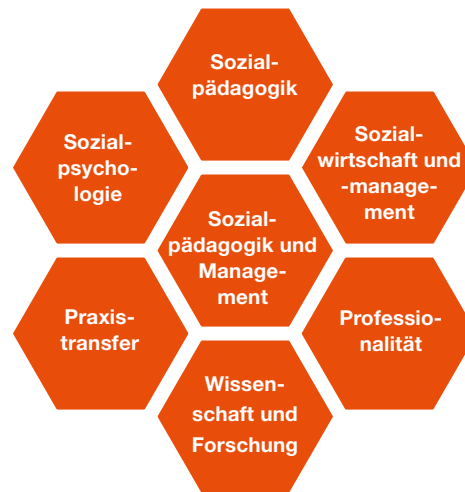 Sozial-
pädagogik
Sozial-
psycho-
logie
Sozial-
wirtschaft und
-manage-
ment
Sozial-
pädagogik und
Manage-
ment
Praxis-
transfer
Professio-
nalität
Wissen-
schaft und
Forschung